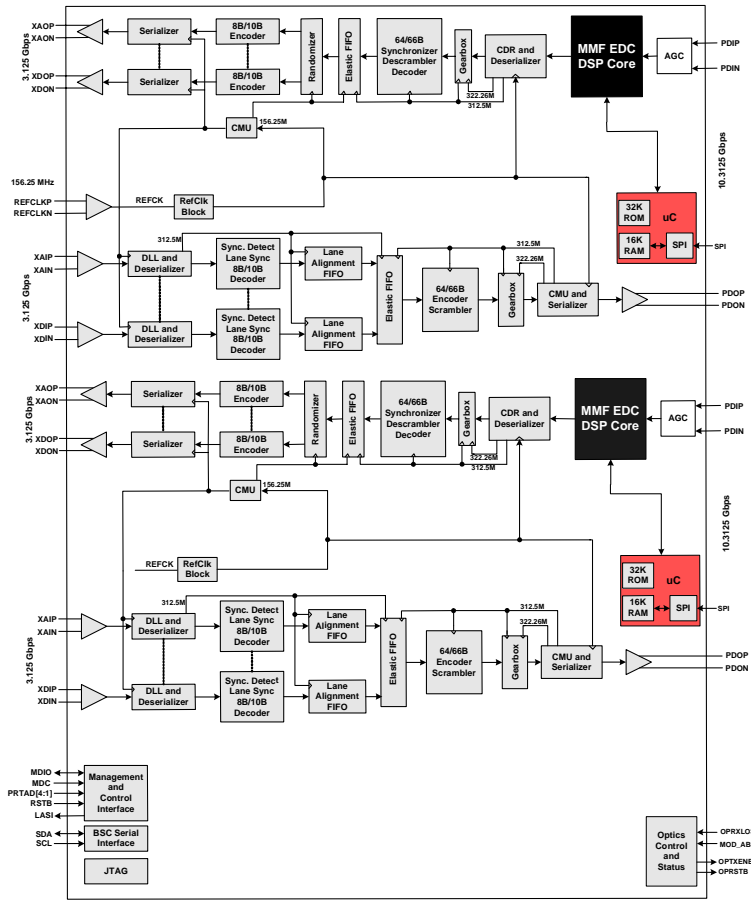 XAOP
XAON
3.125 Gbps
XDOP
XDON
Serializer
8B/10B
Encoder
Serializer
8B/10B
Encoder
Randomizer
Elastic FIFO
64/66B
Synchronizer
Descrambler
Decoder
Gearbox
CDR and
Deserializer
MMF EDC
DSP Core
AGC
PDIP
PDIN
322.26M
312.5M
CMU
156.25M
10.3125 Gbps
156.25 MHz
REFCLKP
REFCLKN
REFCK
RefClk
Block
32K
ROM
uC
16K
RAM
SPI
SPI
XAIP
XAIN
3.125 Gbps
XDIP
XDIN
312.5M
DLL and
Deserializer
Sync. Detect
Lane Sync
8B/10B
Decoder
Lane
Alignment
FIFO
DLL and
Deserializer
Sync. Detect
Lane Sync
8B/10B
Decoder
Lane
Alignment
FIFO
Elastic FIFO
64/66B
Encoder
Scrambler
Gearbox
312.5M
322.26M
CMU and
Serializer
PDOP
PDON
XAOP
XAON
3.125 Gbps
XDOP
XDON
Serializer
8B/10B
Encoder
Serializer
8B/10B
Encoder
Randomizer
Elastic FIFO
64/66B
Synchronizer
Descrambler
Decoder
Gearbox
CDR and
Deserializer
MMF EDC
DSP Core
AGC
PDIP
PDIN
322.26M
312.5M
CMU
156.25M
10.3125 Gbps
REFCK
RefClk
Block
32K
ROM
uC
16K
RAM
SPI
SPI
XAIP
XAIN
3.125 Gbps
XDIP
XDIN
312.5M
DLL and
Deserializer
Sync. Detect
Lane Sync
8B/10B
Decoder
Lane
Alignment
FIFO
DLL and
Deserializer
Sync. Detect
Lane Sync
8B/10B
Decoder
Lane
Alignment
FIFO
Elastic FIFO
64/66B
Encoder
Scrambler
Gearbox
312.5M
322.26M
CMU and
Serializer
PDOP
PDON
MDIO
MDC
PRTAD[4:1]
RSTB
LASI
Management
and
Control
Interface
SDA
SCL
BSC Serial
Interface
JTAG
Optics
Control
and
Status
OPRXLOS
MOD_ABS
OPTXENB
OPRSTB